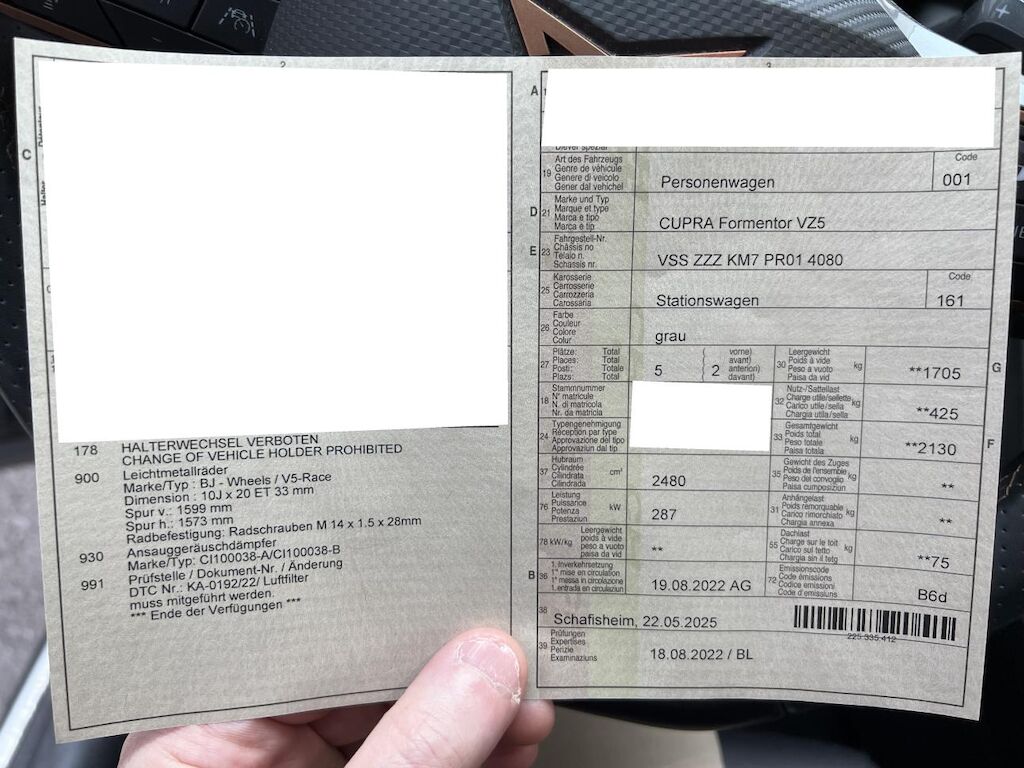 2
C
178 HALTERWECHSEL VERBOTEN
CHANGE OF VEHICLE HOLDER PROHIBITED
900 Leichtmetallräder
Marke/Typ : BJ - Wheels / V5-Race
Dimension : 10J x 20 ET 33 mm
Spur v.: 1599 mm
Spur h.: 1573 mm
Radbefestigung: Radschrauben M 14 x 1.5 x 28mm
930 Ansauggeräuschdämpfer
Marke/Typ: CI100038-A/CI100038-B
991 Prüfstelle / Dokument-Nr. / Änderung
DTC Nr.: KA-0192/22/ Luftfilter
muss mitgeführt werden.
*** Ende der Verfügungen ***
3
A
19 Art des Fahrzeugs
Genre de véhicule
Genere di veicolo
Gener dal vehichel
Personenwagen
Code
001
D 21 Marke und Typ
Marque et type
Marca e tipo
Marca e tip
CUPRA Formentor VZ5
E 23 Fahrgestell-Nr.
Châssis no
Telaio n.
Schassis nr.
VSS ZZZ KM7 PR01 4080
25 Karosserie
Carrosserie
Carrozzeria
Carossaria
Stationswagen
Code
161
26 Farbe
Couleur
Colore
Colur
grau
27 Plätze: Total
Places: Total
Posti: Totale
Plazs: Total
5
( vorne)
avant)
2 anteriori)
( davant)
30 Leergewicht
Poids à vide
Peso a vuoto
Paisa da vid
kg
**1705
G
18 Stammnummer
N° matricule
N. di matricola
Nr. da matricla
32 Nutz-/Sattellast
Charge utile/sellette
Carico utile/sella
Chargia utila/sella
kg
**425
24 Typengenehmigung
Réception par type
Approvazione del tipo
Approvaziun dal tip
33 Gesamtgewicht
Poids total
Peso totale
Paisa totala
kg
**2130
F
37 Hubraum
Cylindrée
Cilindrata
Cilindrada
cm³
2480
35 Gewicht des Zuges
Poids de l'ensemble
Peso del convoglio
Paisa cumposiziun
kg
**
76 Leistung
Puissance
Potenza
Prestaziun
kW
287
31 Anhängelast
Poids remorquable
Carico rimorchiato
Chargia annexa
kg
**
78 kW/kg
Leergewicht
poids à vide
peso a vuoto
paisa da vid
**
55 Dachlast
Charge sur le toit
Carico sul tetto
Chargia sin il tetg
kg
**75
B 36 1. Inverkehrsetzung
1re mise en circulation
1a messa in circolazione
1. entrada en circulaziun
19.08.2022 AG
72 Emissionscode
Code émissions
Codice emissioni
Code d'emissiuns
B6d
38
Schafisheim, 22.05.2025
225 335 412
39 Prüfungen
Expertises
Perizie
Examinaziuns
18.08.2022 / BL